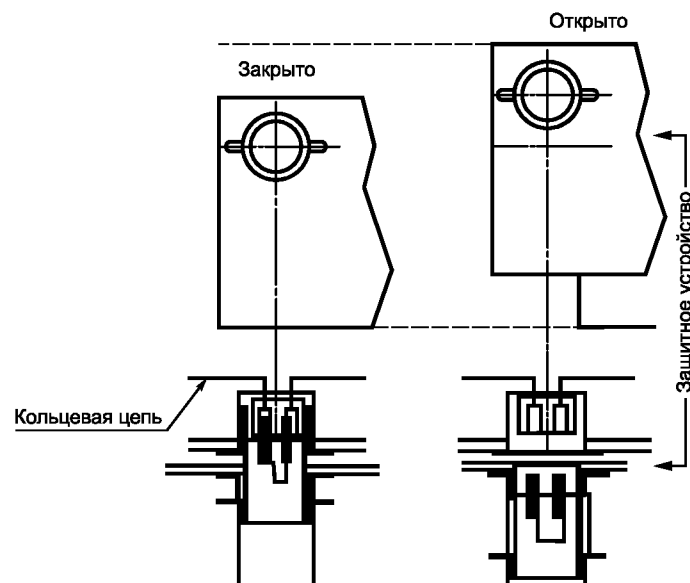 Открыто
Закрыто
Защитное устройство
Кольцевая цепь